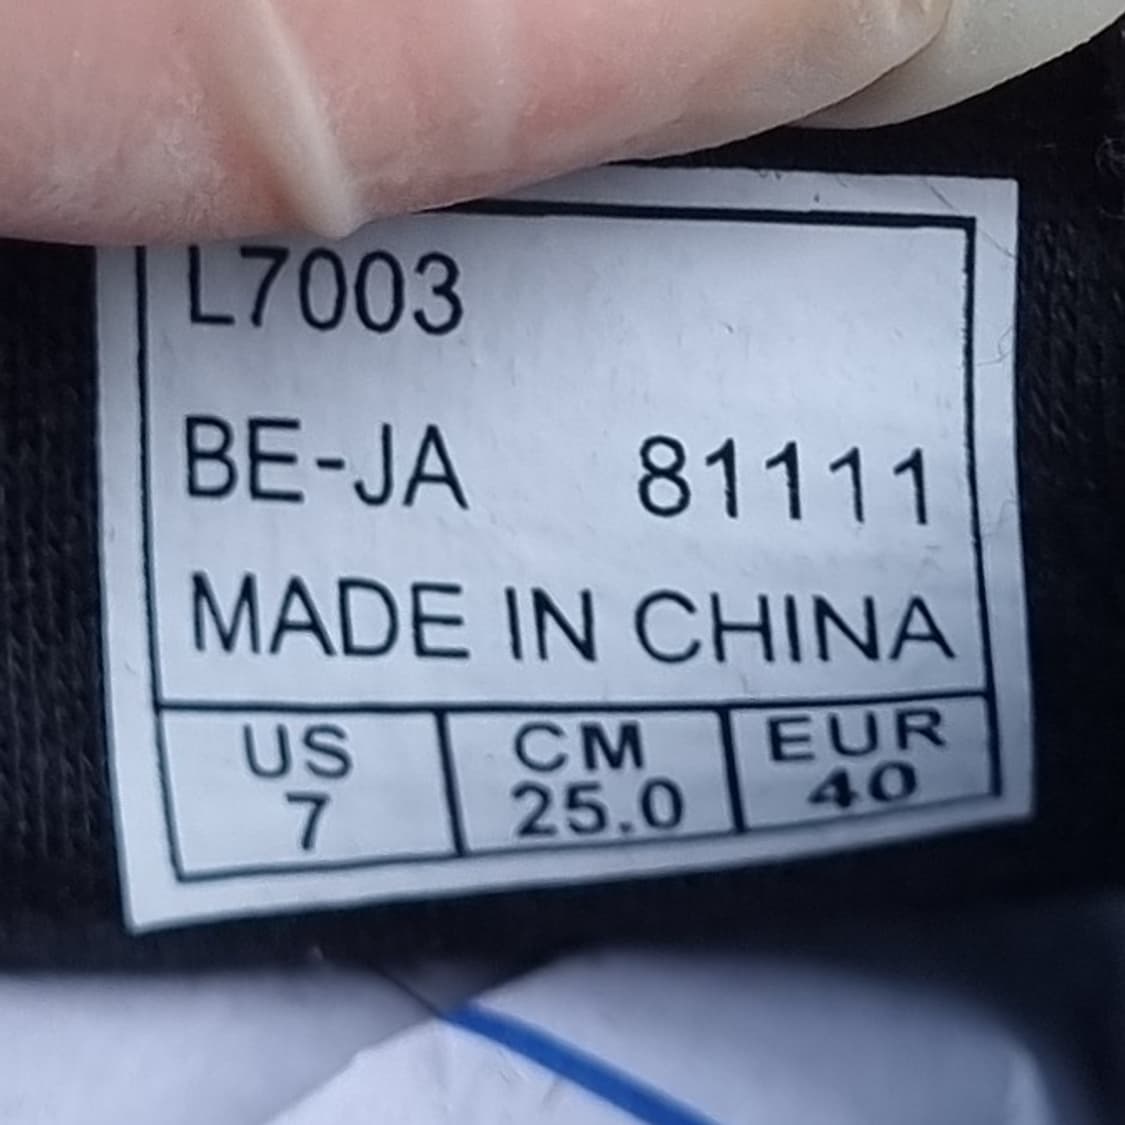 L7003
BE-JA 81111
MADE IN CHINA
US CM EUR
7 25.0 40